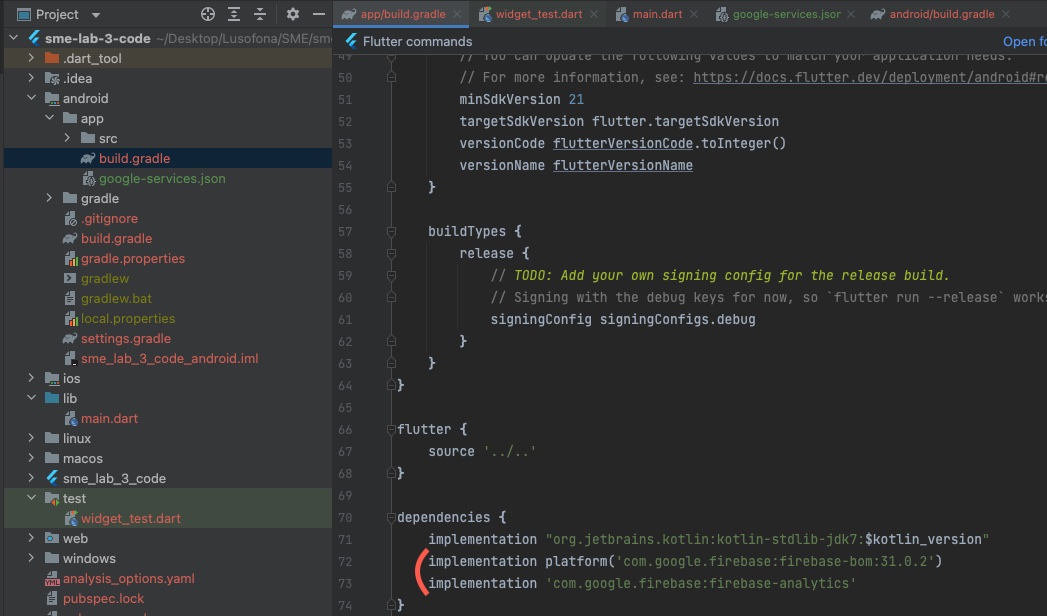 Project
app/build.gradle
widget_test.dart
main.dart
google-services.json
android/build.gradle
sme-lab-3-code ~/Desktop/Lusofona/SME/sm
.dart_tool
.idea
android
app
src
build.gradle
google-services.json
gradle
.gitignore
build.gradle
gradle.properties
gradlew
gradlew.bat
local.properties
settings.gradle
sme_lab_3_code_android.iml
ios
lib
main.dart
linux
macos
sme_lab_3_code
test
widget_test.dart
web
windows
analysis_options.yaml
pubspec.lock
Flutter commands
Open fo
49 // You can update the following values to match your application needs.
50 // For more information, see: https://docs.flutter.dev/deployment/android#r
51 minSdkVersion 21
52 targetSdkVersion flutter.targetSdkVersion
53 versionCode flutterVersionCode.toInteger()
54 versionName flutterVersionName
55 }
56
57 buildTypes {
58 release {
59 // TODO: Add your own signing config for the release build.
60 // Signing with the debug keys for now, so `flutter run --release` works
61 signingConfig signingConfigs.debug
62 }
63 }
64 }
65
66 flutter {
67 source '../..'
68 }
69
70 dependencies {
71 implementation "org.jetbrains.kotlin:kotlin-stdlib-jdk7:$kotlin_version"
72 implementation platform('com.google.firebase:firebase-bom:31.0.2')
73 implementation 'com.google.firebase:firebase-analytics'
74 }